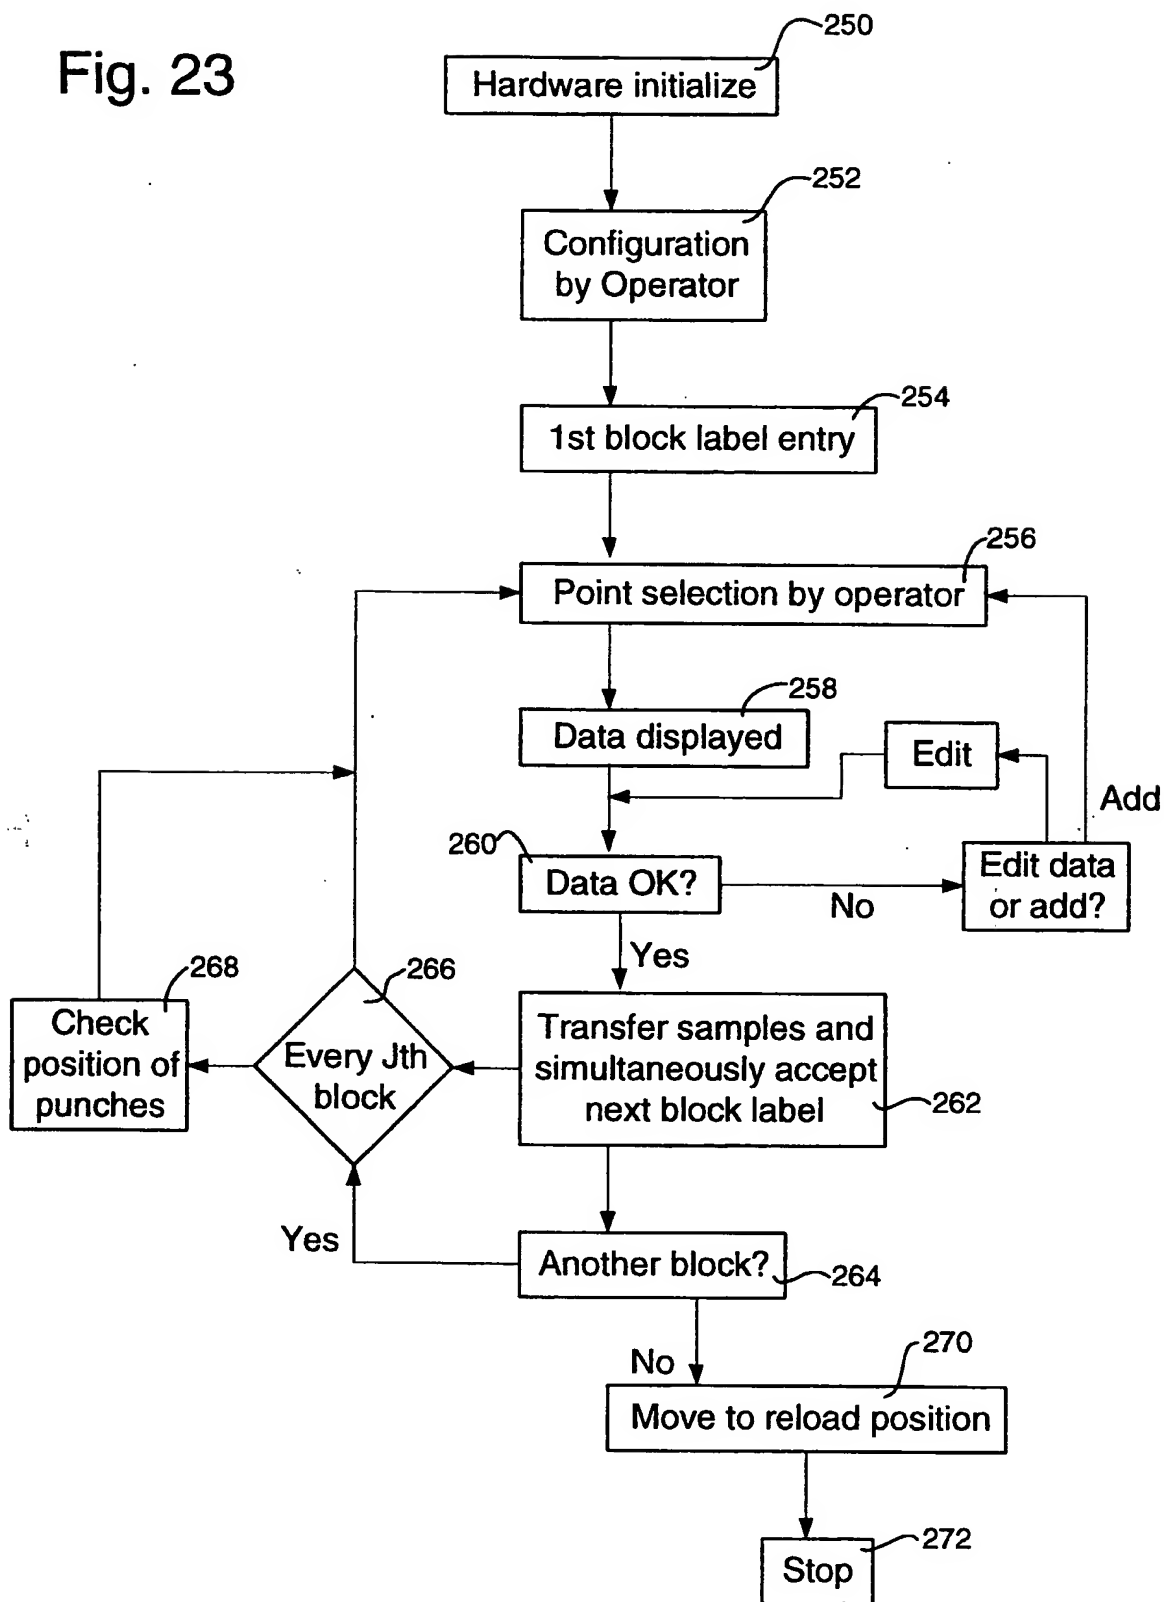 Fig. 23
250
Hardware initialize
252
Configuration
by Operator
254
1st block label entry
256
Point selection by operator
258
Data displayed
Edit
Add
260
Data OK?
No
Edit data
or add?
Yes
268
266
Check
position of
punches
Every Jth
block
Transfer samples and
simultaneously accept
next block label
262
Yes
Another block?
264
No
270
Move to reload position
272
Stop